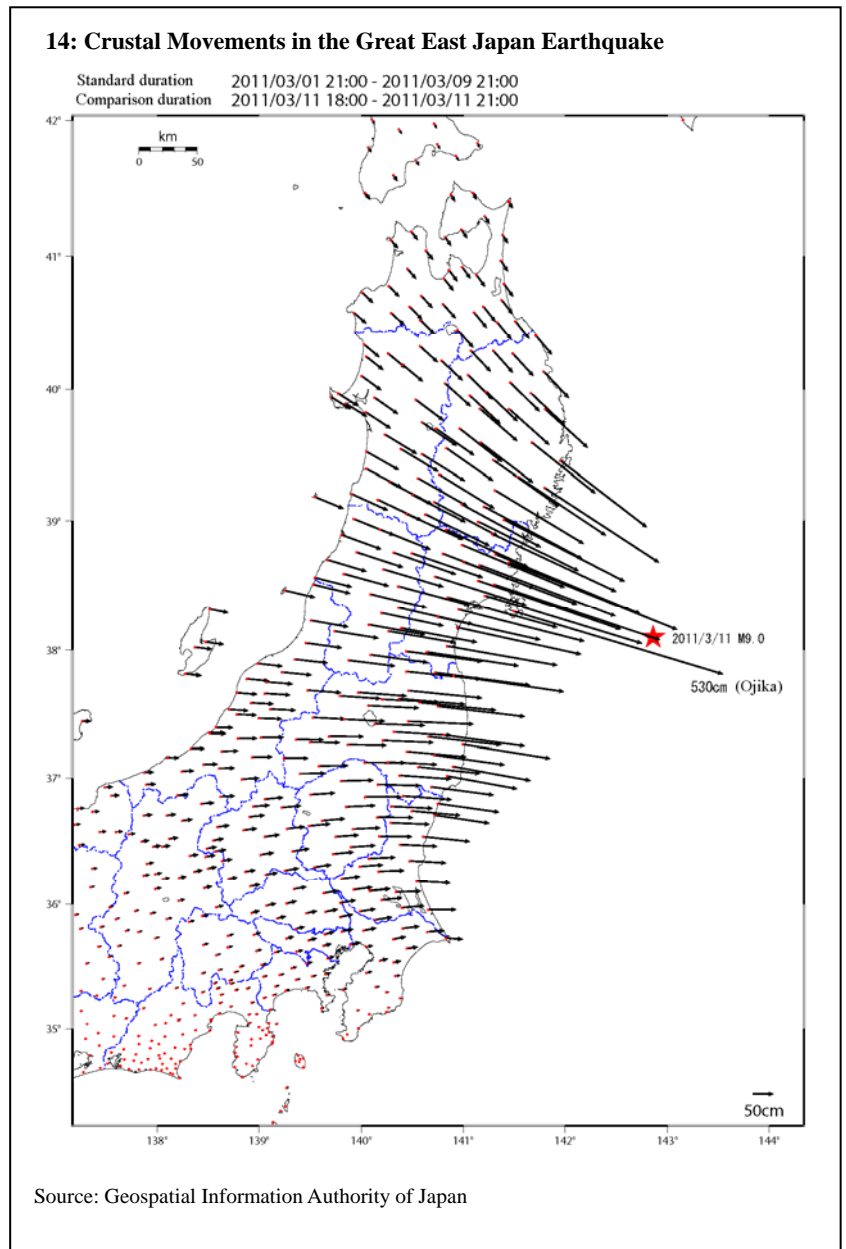 14: Crustal Movements in the Great East Japan Earthquake
Standard duration 2011/03/01 21:00 - 2011/03/09 21:00
Comparison duration 2011/03/11 18:00 - 2011/03/11 21:00
42°
km
0 50
41°
40°
39°
38°
2011/3/11 M9.0
530cm (Ojika)
37°
36°
35°
50cm
138° 139° 140° 141° 142° 143° 144°
Source: Geospatial Information Authority of Japan